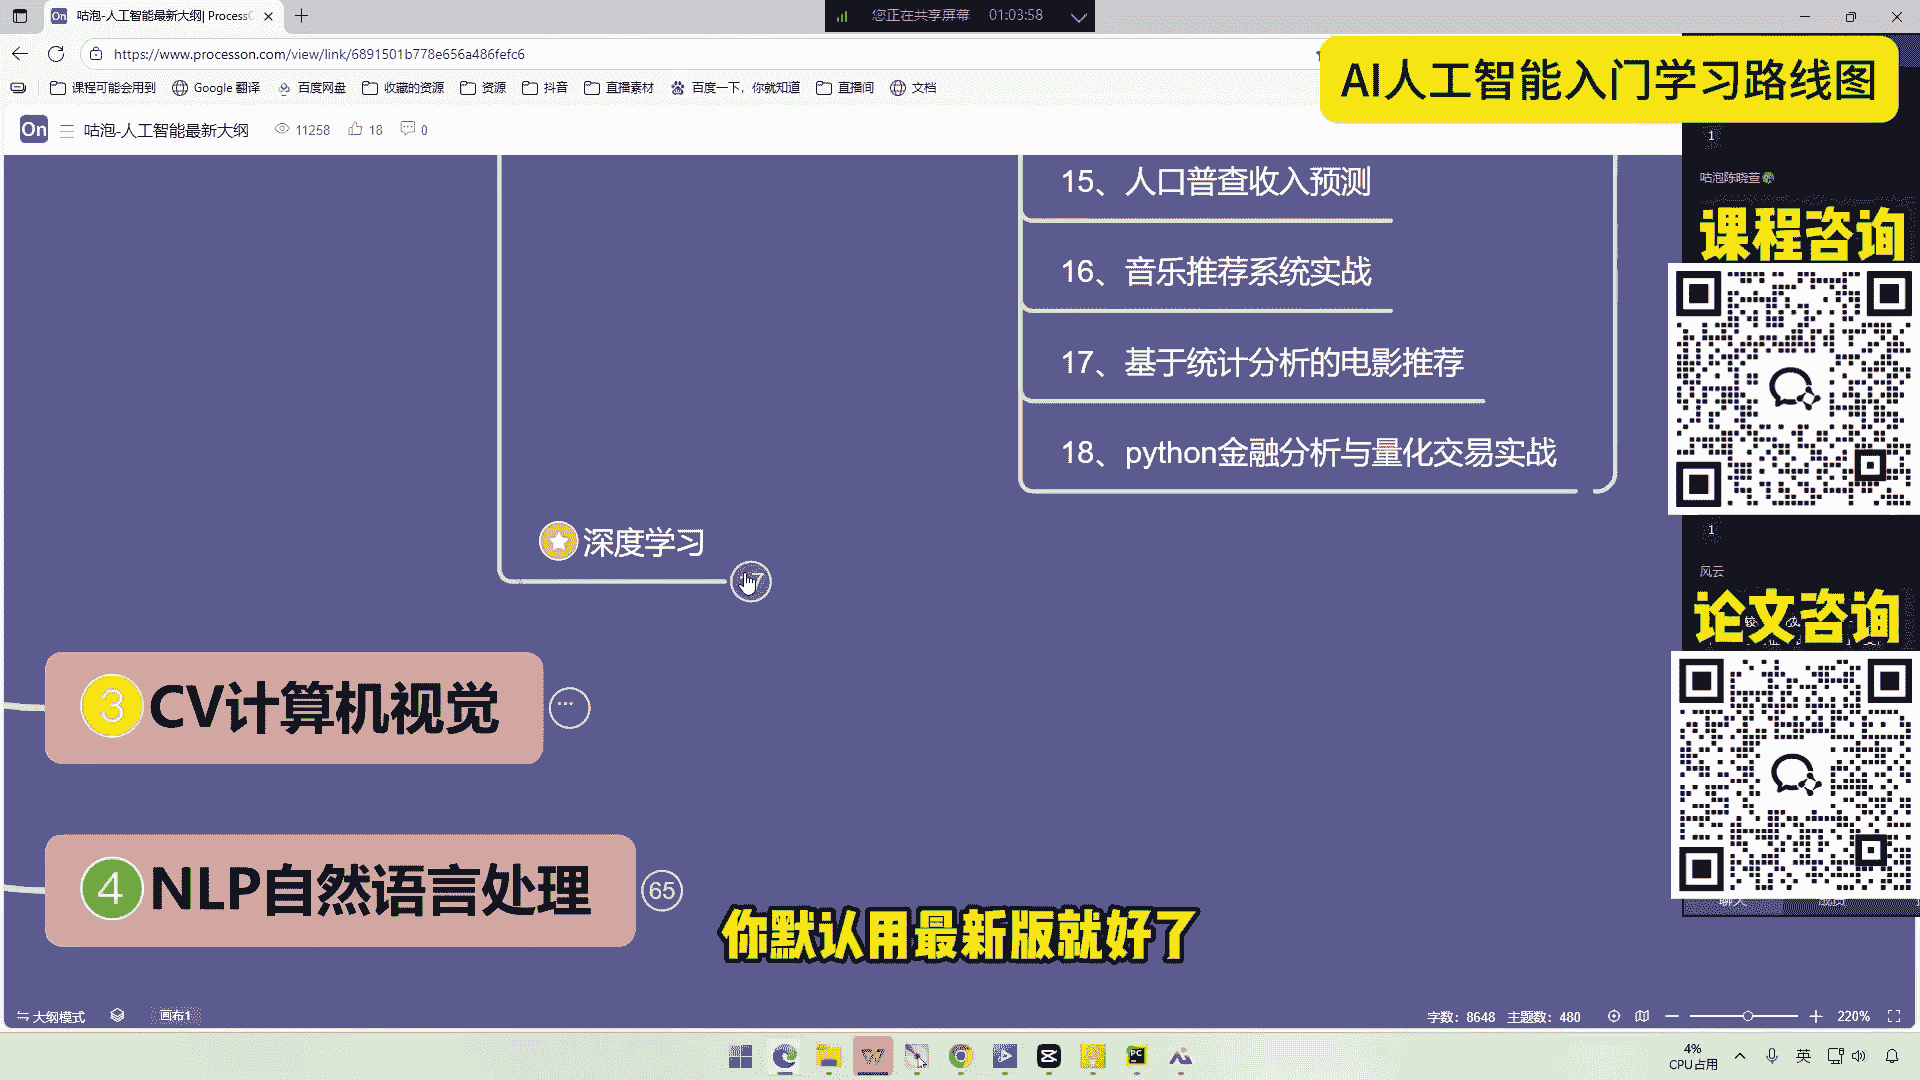 咕泡-人工智能最新大纲| ProcessO
您正在共享屏幕 01:03:58
https://www.processon.com/view/link/6891501b778e656a486fefc6
课程可能会用到 Google 翻译 百度网盘 收藏的资源 资源 抖音 直播素材 百度一下，你就知道 直播间 文档
AI人工智能入门学习路线图
On 咕泡-人工智能最新大纲 11258 18 0
1
咕泡陈晓萱
课程咨询
15、人口普查收入预测
16、音乐推荐系统实战
17、基于统计分析的电影推荐
18、python金融分析与量化交易实战
深度学习
1
风云
论文咨询
3 CV计算机视觉
4 NLP自然语言处理 65
你默认用最新版就好了
大纲模式 画布1
字数：8648 主题数：480 220%
4%
CPU占用
英